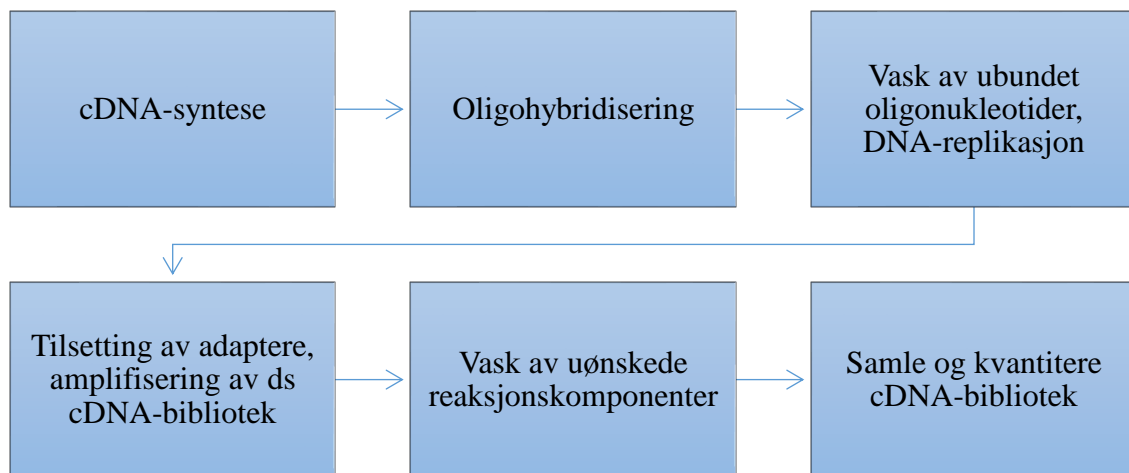 cDNA-syntese
Oligohybridisering
Vask av ubundet
oligonukleotider,
DNA-replikasjon
Tilsetting av adaptere,
amplifisering av ds
cDNA-bibliotek
Vask av uønskede
reaksjonskomponenter
Samle og kvantitere
cDNA-bibliotek